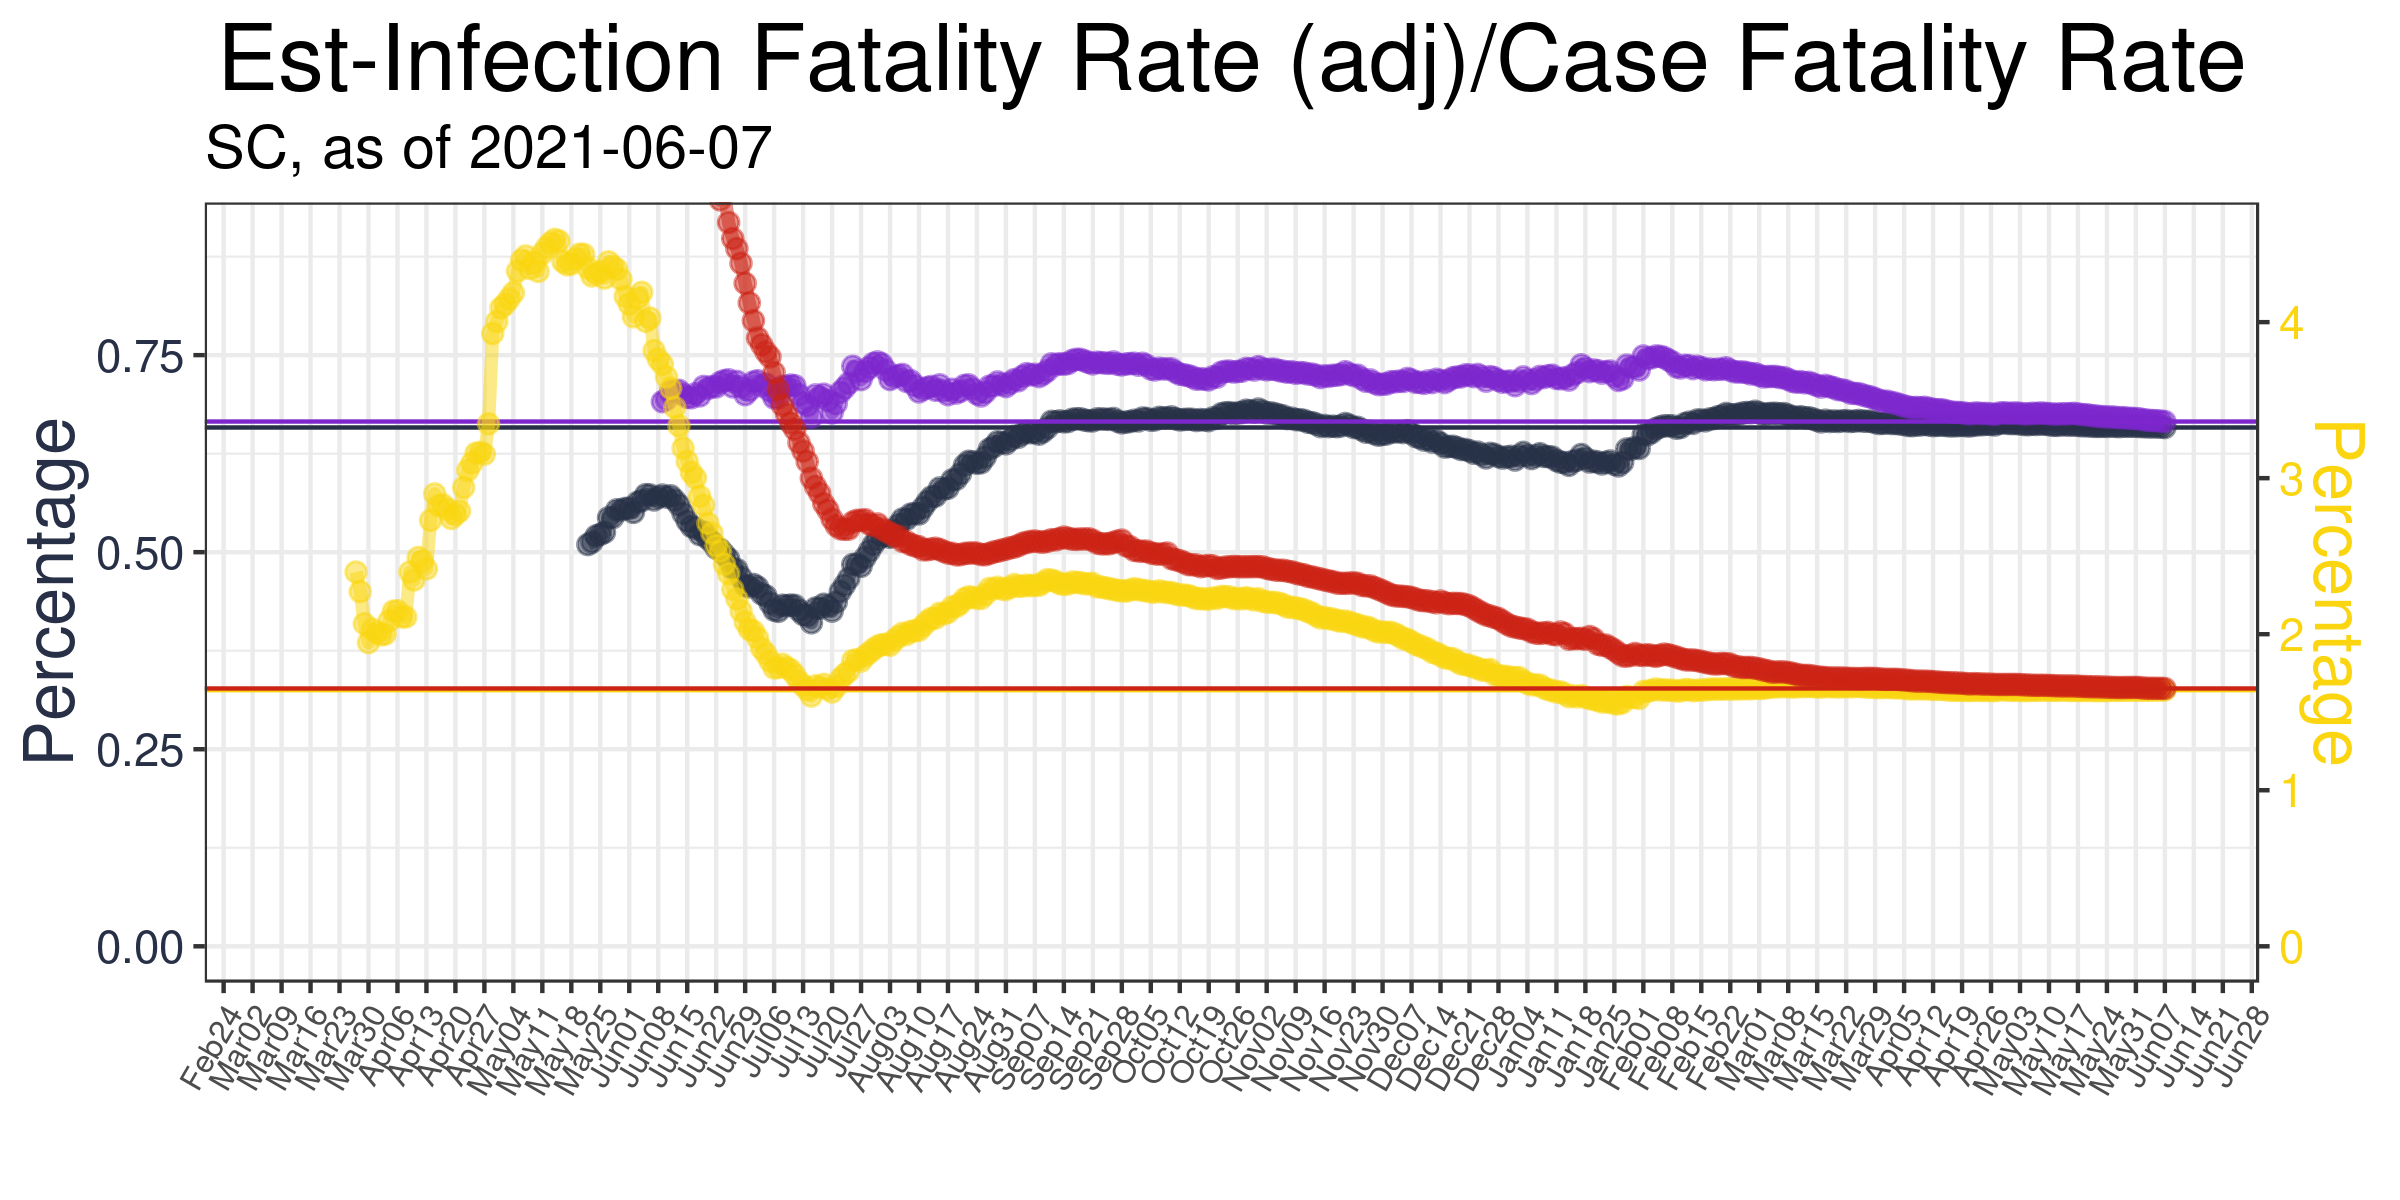 Est-Infection Fatality Rate (adj)/Case Fatality Rate
SC, as of 2021-06-07
Percentage
0.75
0.50
0.25
0.00
4
3
2
1
0
Percentage
Feb24
Mar02
Mar09
Mar16
Mar23
Mar30
Apr06
Apr13
Apr20
Apr27
May04
May11
May18
May25
Jun01
Jun08
Jun15
Jun22
Jun29
Jul06
Jul13
Jul20
Jul27
Aug03
Aug10
Aug17
Aug24
Aug31
Sep07
Sep14
Sep21
Sep28
Oct05
Oct12
Oct19
Oct26
Nov02
Nov09
Nov16
Nov23
Nov30
Dec07
Dec14
Dec21
Dec28
Jan04
Jan11
Jan18
Jan25
Feb01
Feb08
Feb15
Feb22
Mar01
Mar08
Mar15
Mar22
Mar29
Apr05
Apr12
Apr19
Apr26
May03
May10
May17
May24
May31
Jun07
Jun14
Jun21
Jun28